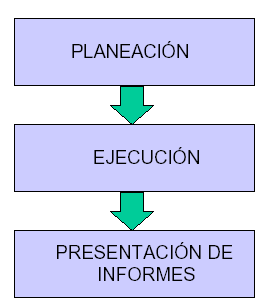 PLANEACIÓN
EJECUCIÓN
PRESENTACIÓN DE
INFORMES